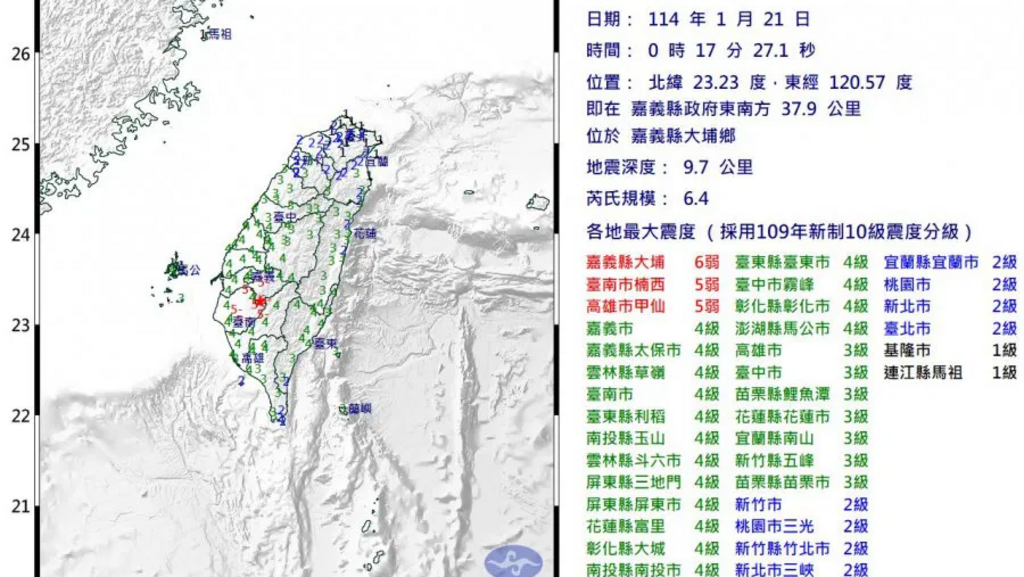 日期： 114 年 1 月 21 日
時間： 0 時 17 分 27.1 秒
位置： 北緯 23.23 度，東經 120.57 度
即在 嘉義縣政府東南方 37.9 公里
位於 嘉義縣大埔鄉
地震深度： 9.7 公里
芮氏規模： 6.4
各地最大震度（採用109年新制10級震度分級）
嘉義縣大埔 6弱 臺東縣臺東市 4級 宜蘭縣宜蘭市 2級
臺南市楠西 5弱 臺中市霧峰 4級 桃園市 2級
高雄市甲仙 5弱 彰化縣彰化市 4級 新北市 2級
嘉義市 4級 澎湖縣馬公市 4級 臺北市 2級
嘉義縣太保市 4級 高雄市 3級 基隆市 1級
雲林縣草嶺 4級 臺中市 3級 連江縣馬祖 1級
臺南市 4級 苗栗縣鯉魚潭 3級
臺東縣利稻 4級 花蓮縣花蓮市 3級
南投縣玉山 4級 宜蘭縣南山 3級
雲林縣斗六市 4級 新竹縣五峰 3級
屏東縣三地門 4級 苗栗縣苗栗市 3級
屏東縣屏東市 4級 新竹市 2級
花蓮縣富里 4級 桃園市三光 2級
彰化縣大城 4級 新竹縣竹北市 2級
南投縣南投市 4級 新北市三峽 2級
26
馬祖
25
宜蘭
臺中
24
花蓮
馬公
嘉義
23
臺南
臺東
高雄
22
蘭嶼
21